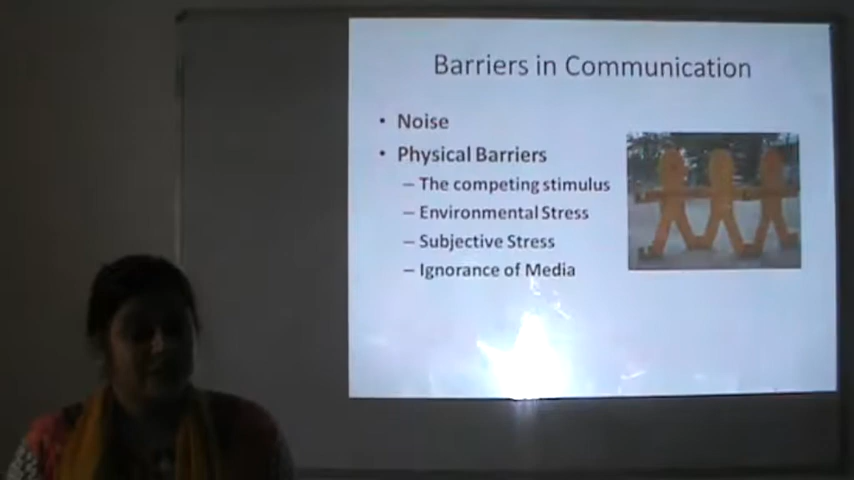 Barriers in Communication
• Noise
• Physical Barriers
– The competing stimulus
– Environmental Stress
– Subjective Stress
– Ignorance of Media